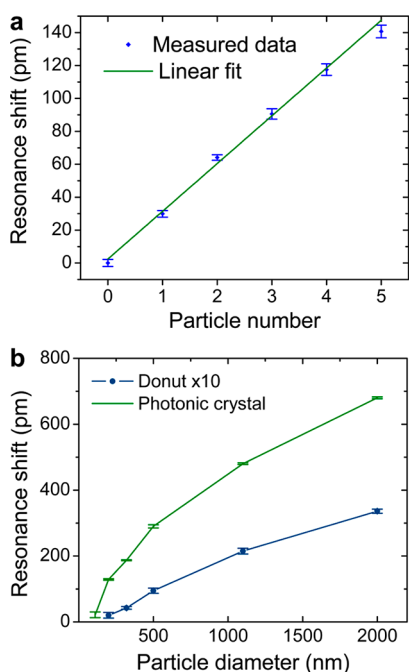 a
Resonance shift (pm)
140
120
100
80
60
40
20
0
Measured data
Linear fit
0 1 2 3 4 5
Particle number
b
Resonance shift (pm)
800
600
400
200
0
Donut x10
Photonic crystal
500 1000 1500 2000
Particle diameter (nm)